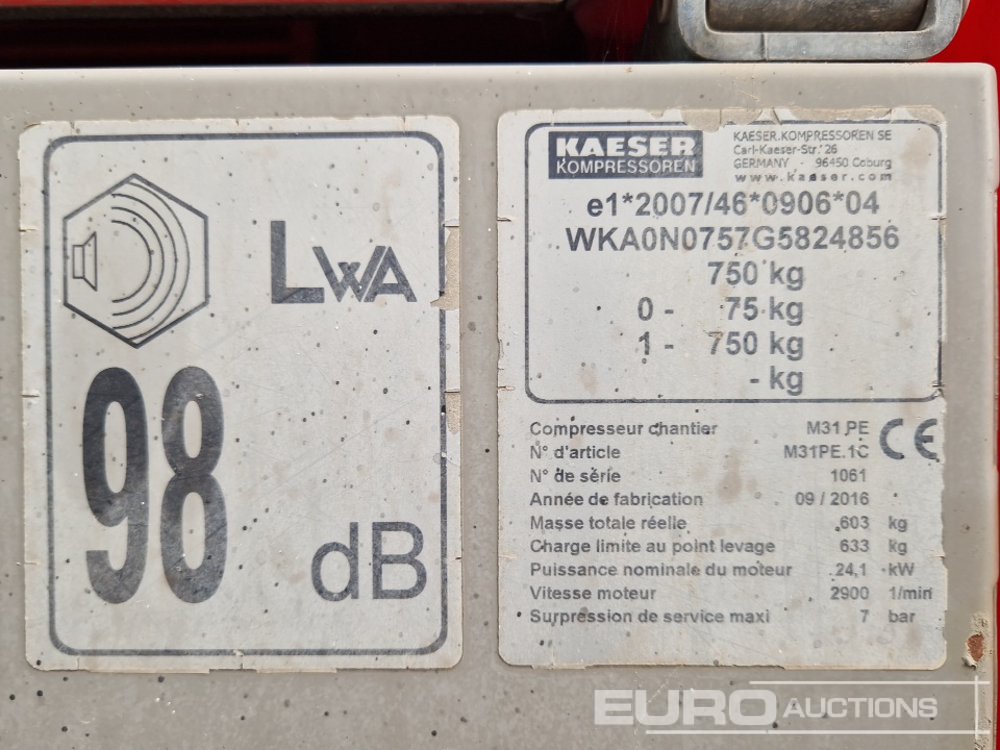 LWA
98
dB
KAESER
KOMPRESSOREN
KAESER KOMPRESSOREN SE
Carl-Kaeser-Str. 26
GERMANY - 96450 Coburg
www.kaeser.com
e1*2007/46*0906*04
WKA0N0757G5824856
750 kg
0 - 75 kg
1 - 750 kg
- kg
Compresseur chantier M31 PE
N° d'article M31PE.1C
N° de série 1061
Année de fabrication 09 / 2016
Masse totale réelle 603 kg
Charge limite au point levage 633 kg
Puissance nominale du moteur 24,1 kW
Vitesse moteur 2900 1/min
Surpression de service maxi 7 bar
CE
EURO AUCTIONS